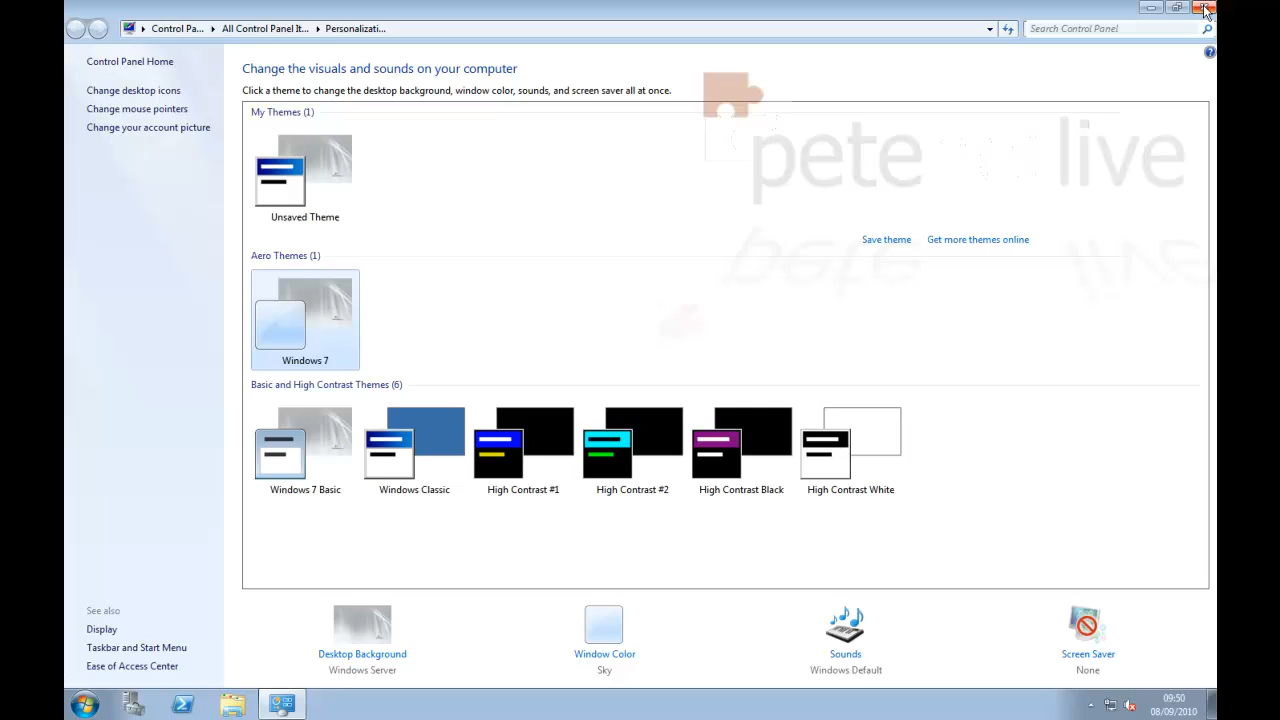 Control Pa...
All Control Panel It...
Personalizati...
Search Control Panel
Control Panel Home
Change desktop icons
Change mouse pointers
Change your account picture
Change the visuals and sounds on your computer
Click a theme to change the desktop background, window color, sounds, and screen saver all at once.
My Themes (1)
pete live
Unsaved Theme
Save theme
Get more themes online
Aero Themes (1)
Windows 7
Basic and High Contrast Themes (6)
Windows 7 Basic
Windows Classic
High Contrast #1
High Contrast #2
High Contrast Black
High Contrast White
See also
Display
Taskbar and Start Menu
Ease of Access Center
Desktop Background
Windows Server
Window Color
Sky
Sounds
Windows Default
Screen Saver
None
09:50
08/09/2010